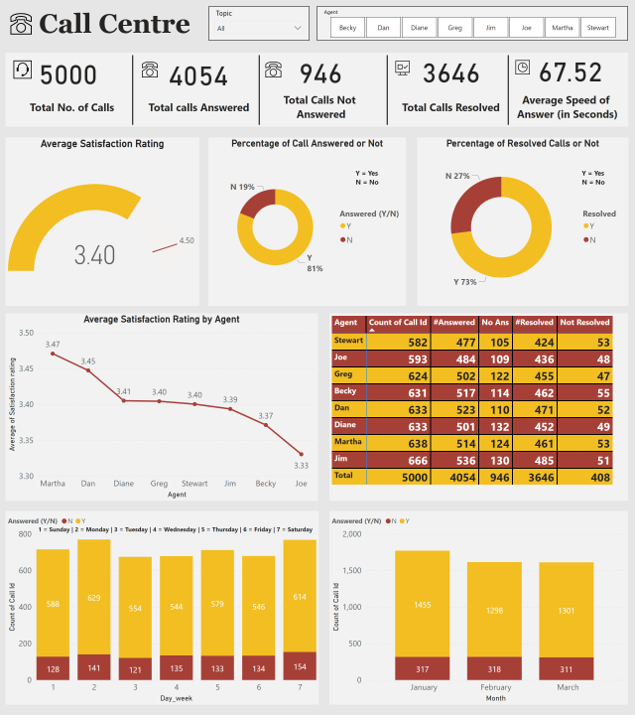 Call Centre
Topic
All
Agent
Becky Dan Diane Greg Jim Joe Martha Stewart
5000
Total No. of Calls
4054
Total calls Answered
946
Total Calls Not
Answered
3646
Total Calls Resolved
67.52
Average Speed of
Answer (in Seconds)
Average Satisfaction Rating
3.40
4.50
Percentage of Call Answered or Not
Y = Yes
N = No
N 19%
Answered (Y/N)
Y
N
Y
81%
Percentage of Resolved Calls or Not
Y = Yes
N = No
N 27%
Resolved
Y
N
Y 73%
Average Satisfaction Rating by Agent
Average of Satisfaction rating
3.50
3.45
3.40
3.35
3.30
3.47
3.45
3.41
3.40
3.40
3.39
3.37
3.33
Martha Dan Diane Greg Stewart Jim Becky Joe
Agent
Agent Count of Call Id #Answered No Ans #Resolved Not Resolved
Stewart 582 477 105 424 53
Joe 593 484 109 436 48
Greg 624 502 122 455 47
Becky 631 517 114 462 55
Dan 633 523 110 471 52
Diane 633 501 132 452 49
Martha 638 514 124 461 53
Jim 666 536 130 485 51
Total 5000 4054 946 3646 408
Answered (Y/N) N Y
1 = Sunday | 2 = Monday | 3 = Tuesday | 4 = Wednesday | 5 = Thursday | 6 = Friday | 7 = Saturday
Count of Call Id
800
600
400
200
0
588 629 554 544 579 546 614
128 141 121 135 133 134 154
1 2 3 4 5 6 7
Day_week
Answered (Y/N) N Y
Count of Call Id
2,000
1,500
1,000
500
0
1455 1298 1301
317 318 311
January February March
Month